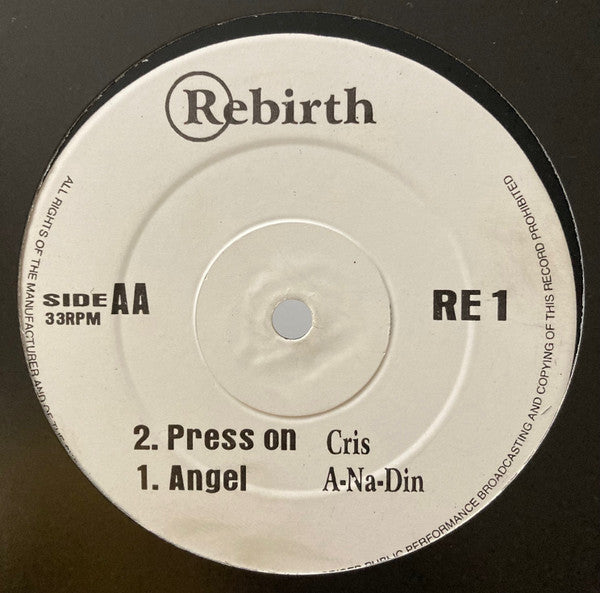 Rebirth
SIDE AA
33RPM
RE 1
2. Press on Cris
1. Angel A-Na-Din
ALL RIGHTS OF THE MANUFACTURER AND OF THE
PUBLIC PERFORMANCE BROADCASTING AND COPYING OF THIS RECORD PROHIBITED